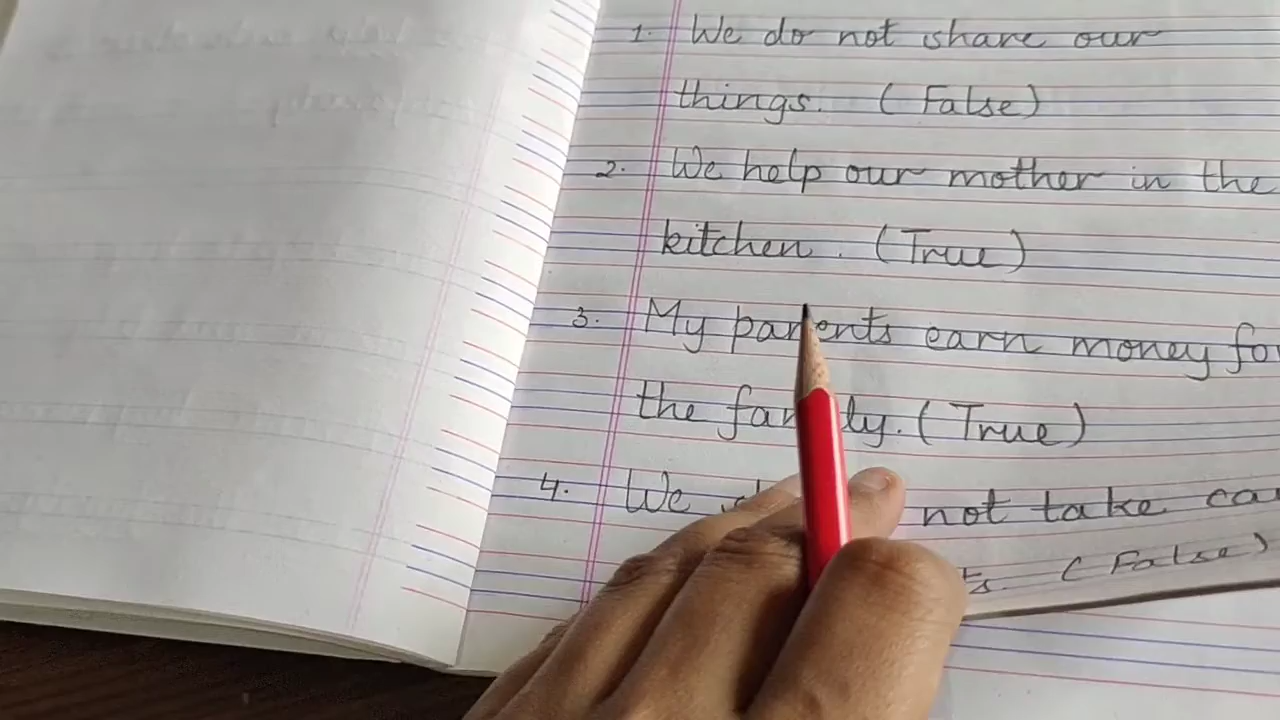 1. We do not share our
things. (False)
2. We help our mother in the
kitchen. (True)
3. My parents earn money for
the family. (True)
4. We not take
(False)